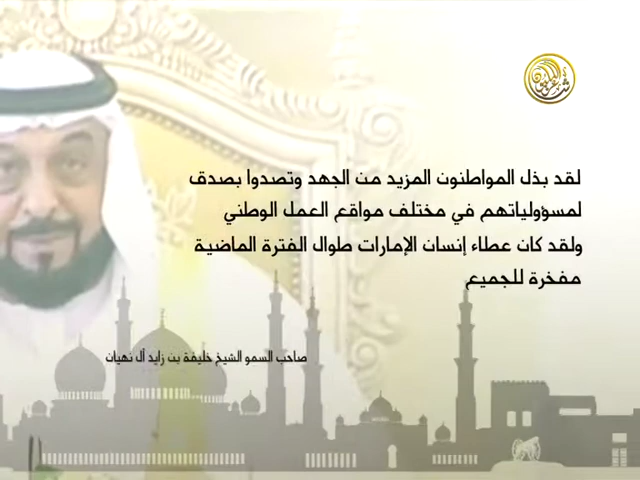 لقد بذل المواطنون المزيد من الجهد وتصدوا بصدق
لمسؤولياتهم في مختلف مواقع العمل الوطني
ولقد كان عطاء إنسان الإمارات طوال الفترة الماضية
مفخرة للجميع
صاحب السمو الشيخ خليفة بن زايد آل نهيان